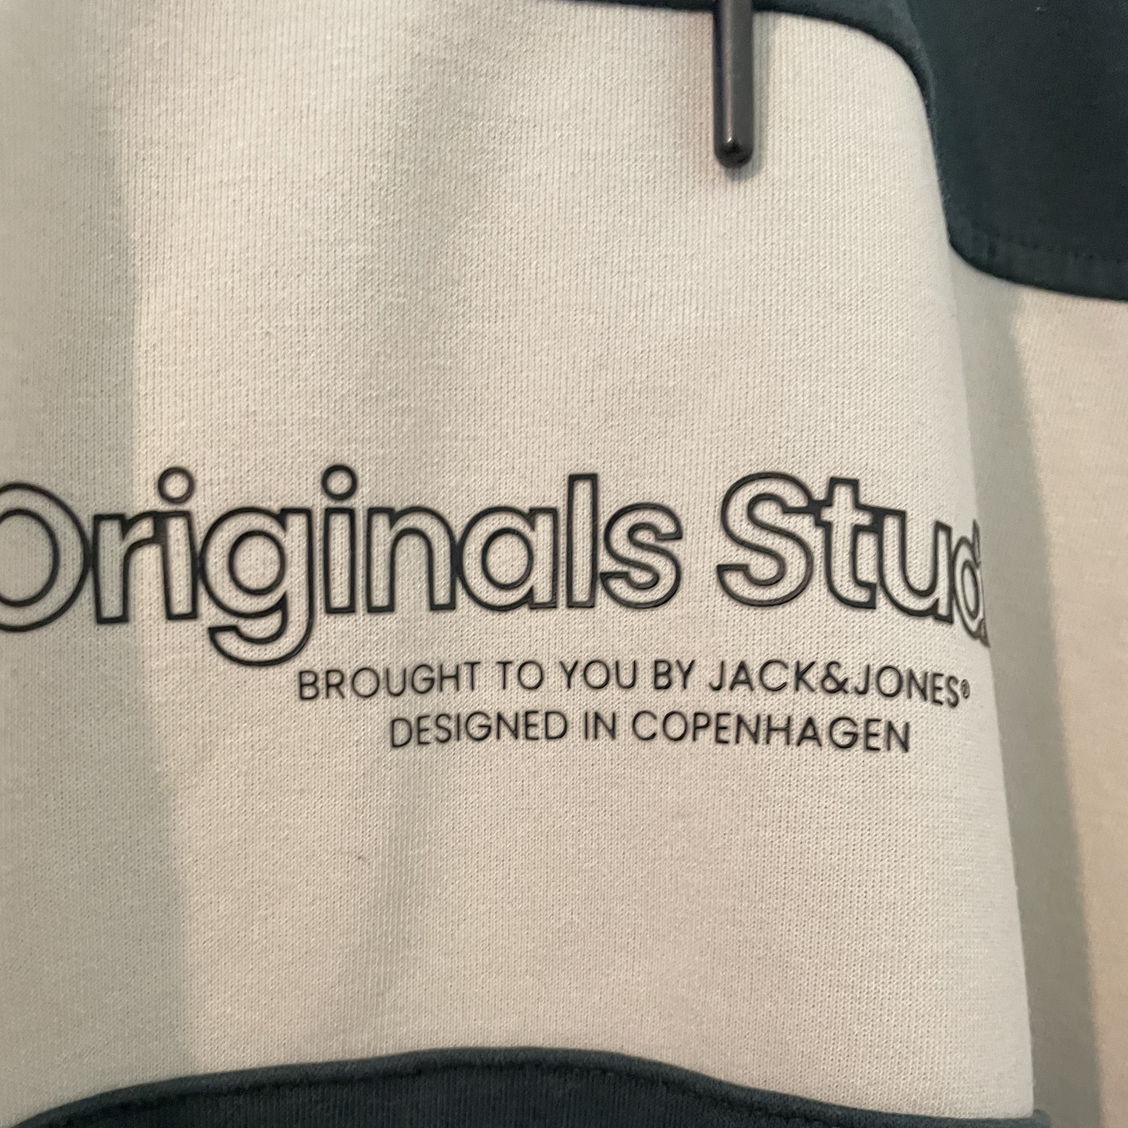 Originals Stud
BROUGHT TO YOU BY JACK&JONES®
DESIGNED IN COPENHAGEN